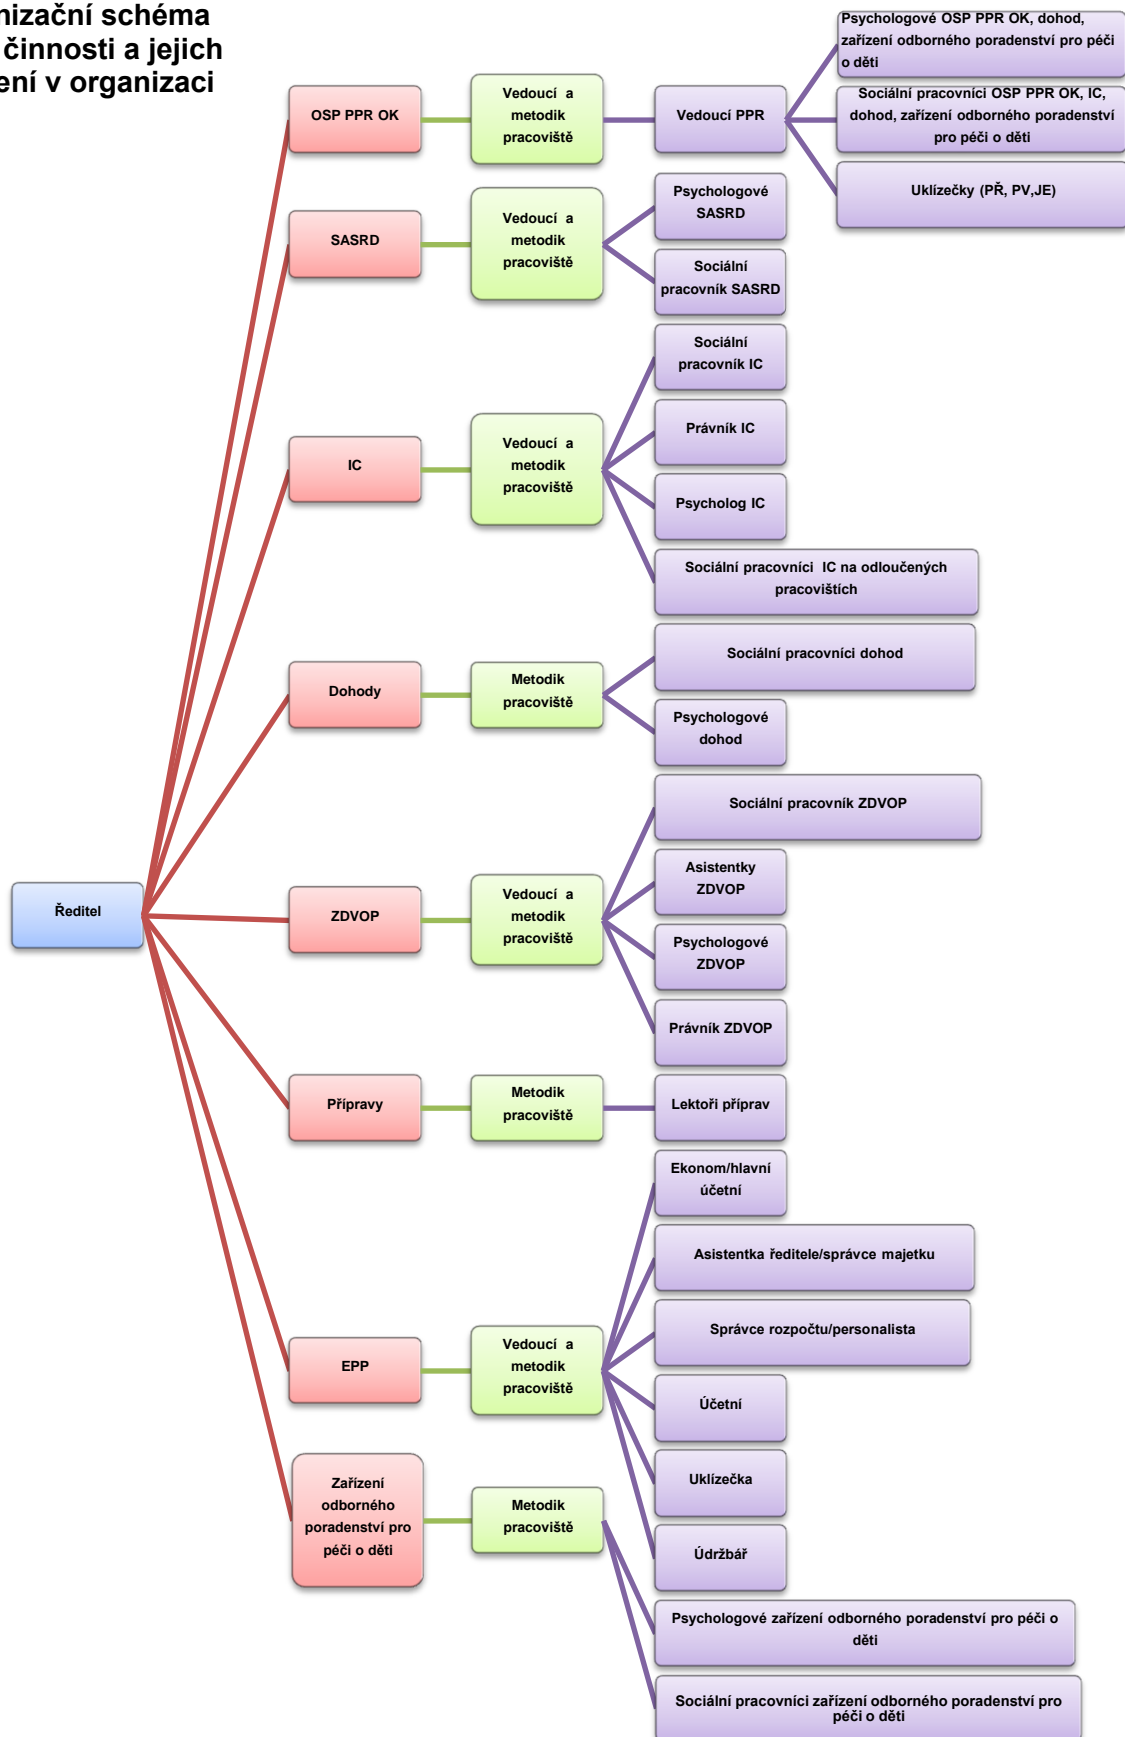 nizační schéma
činnosti a jejich
ení v organizaci
Ředitel
OSP PPR OK
Vedoucí a
metodik
pracoviště
Vedoucí PPR
Psychologové OSP PPR OK, dohod,
zařízení odborného poradenství pro péči
o děti
Sociální pracovníci OSP PPR OK, IC,
dohod, zařízení odborného poradenství
pro péči o děti
Uklízečky (PŘ, PV,JE)
SASRD
Vedoucí a
metodik
pracoviště
Psychologové
SASRD
Sociální
pracovník SASRD
IC
Vedoucí a
metodik
pracoviště
Sociální
pracovník IC
Právník IC
Psycholog IC
Sociální pracovníci IC na odloučených
pracovištích
Dohody
Metodik
pracoviště
Sociální pracovníci dohod
Psychologové
dohod
ZDVOP
Vedoucí a
metodik
pracoviště
Sociální pracovník ZDVOP
Asistentky
ZDVOP
Psychologové
ZDVOP
Právník ZDVOP
Přípravy
Metodik
pracoviště
Lektoři příprav
EPP
Vedoucí a
metodik
pracoviště
Ekonom/hlavní
účetní
Asistentka ředitele/správce majetku
Správce rozpočtu/personalista
Účetní
Uklízečka
Údržbář
Zařízení
odborného
poradenství pro
péči o děti
Metodik
pracoviště
Psychologové zařízení odborného poradenství pro péči o
děti
Sociální pracovníci zařízení odborného poradenství pro
péči o děti